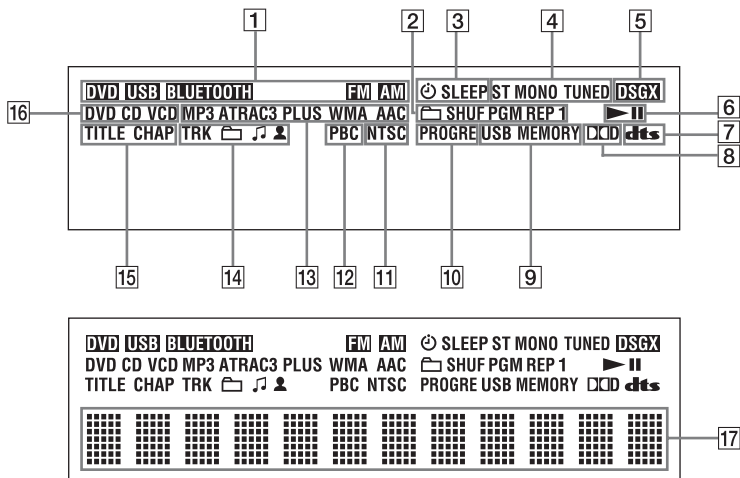 1 2 3 4 5
DVD USB BLUETOOTH FM AM SLEEP ST MONO TUNED DSGX
16 DVD CD VCD MP3 ATRAC3 PLUS WMA AAC SHUF PGM REP 1 6
TITLE CHAP TRK PBC NTSC PROGRE USB MEMORY dts 7
8
15 14 13 12 11 10 9
DVD USB BLUETOOTH FM AM SLEEP ST MONO TUNED DSGX
DVD CD VCD MP3 ATRAC3 PLUS WMA AAC SHUF PGM REP 1
TITLE CHAP TRK PBC NTSC PROGRE USB MEMORY dts
17